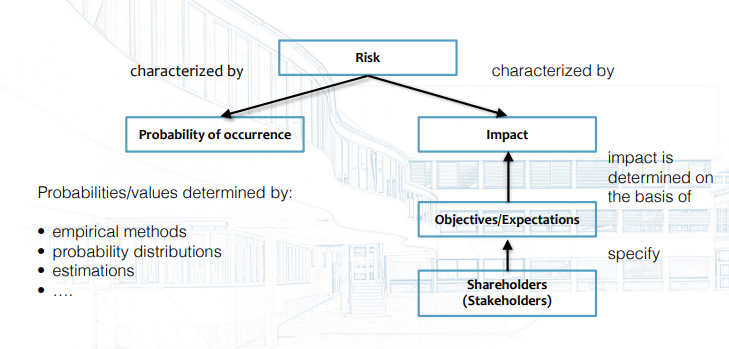 Risk
characterized by
characterized by
Probability of occurrence
Impact
impact is
determined on
the basis of
Probabilities/values determined by:
• empirical methods
• probability distributions
• estimations
• ....
Objectives/Expectations
specify
Shareholders
(Stakeholders)